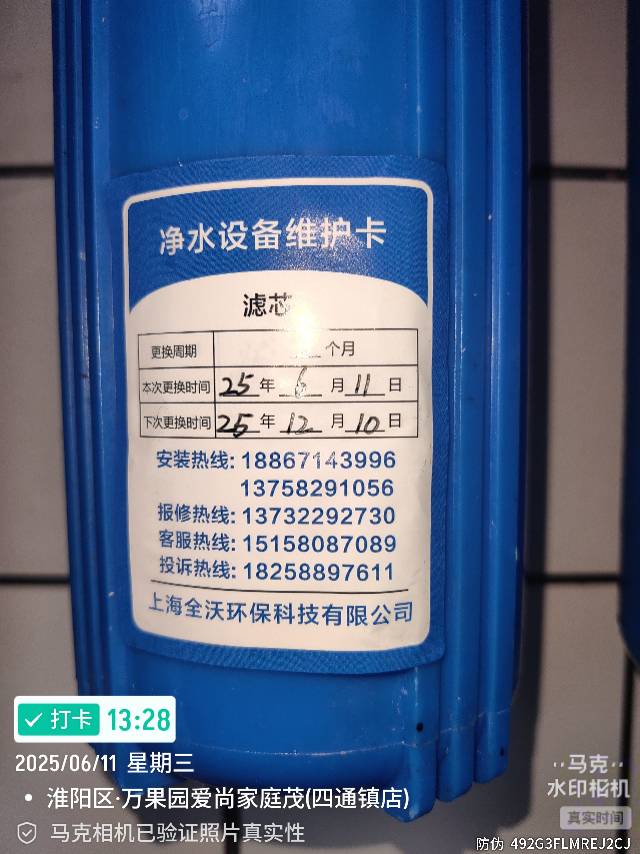 净水设备维护卡
滤芯
更换周期 个月
本次更换时间 25 年 6 月 11 日
下次更换时间 25 年 12 月 10 日
安装热线: 18867143996
13758291056
报修热线: 13732292730
客服热线: 15158087089
投诉热线: 18258897611
上海全沃环保科技有限公司
打卡 13:28
2025/06/11 星期三
淮阳区·万果园爱尚家庭茂(四通镇店)
马克相机已验证照片真实性
马克
水印相机
真实时间
防伪 492G3FLMREJ2CJ